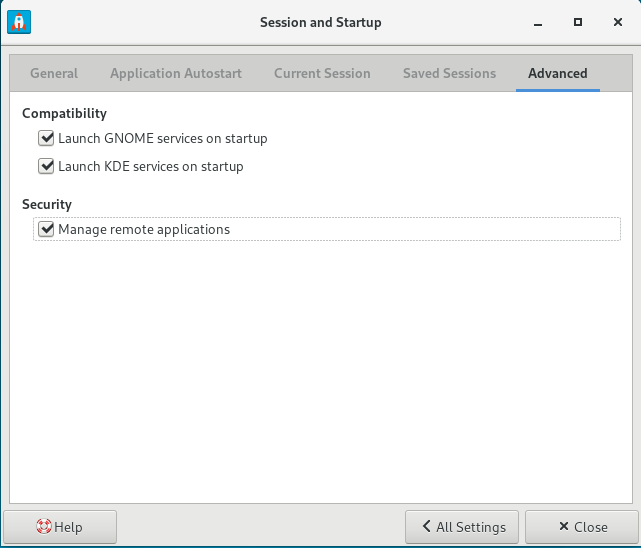 Session and Startup
General Application Autostart Current Session Saved Sessions Advanced
Compatibility
Launch GNOME services on startup
Launch KDE services on startup
Security
Manage remote applications
Help All Settings Close